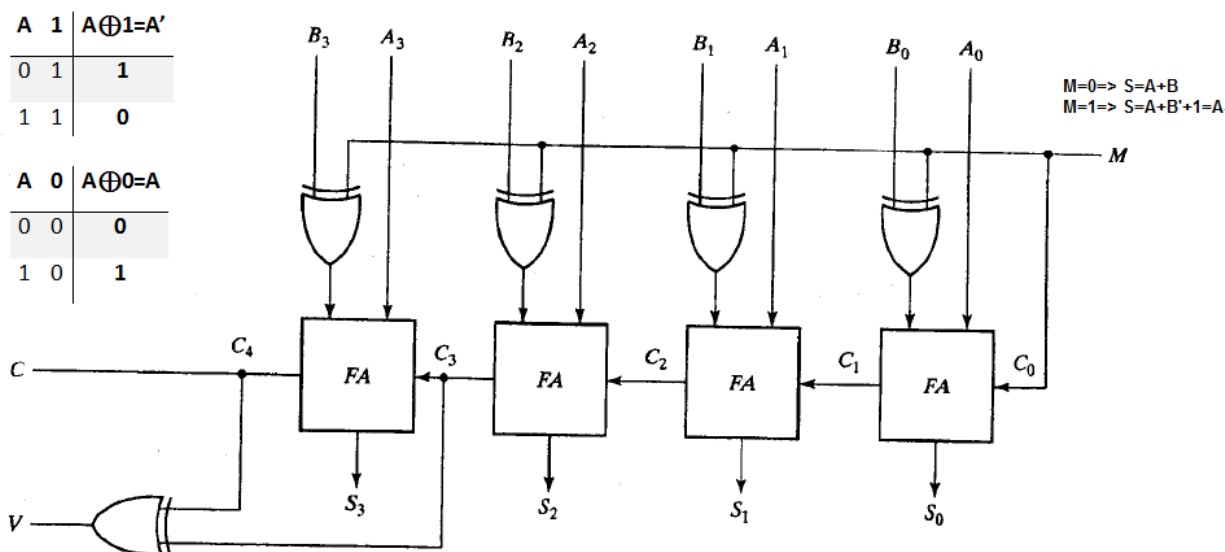 A 1 A⊕1=A'
0 1 1
1 1 0
A 0 A⊕0=A
0 0 0
1 0 1
B₃ A₃ B₂ A₂ B₁ A₁ B₀ A₀
M=0=> S=A+B
M=1=> S=A+B'+1=A
M
C C₄ FA C₃ FA C₂ FA C₁ FA C₀
S₃ S₂ S₁ S₀
V